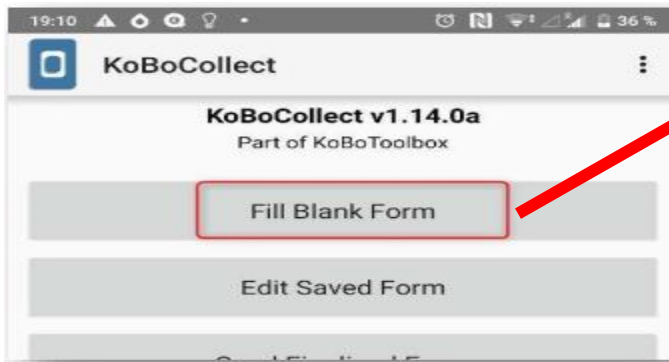 19:10 36 %
KoBoCollect
KoBoCollect v1.14.0a
Part of KoBoToolbox
Fill Blank Form
Edit Saved Form